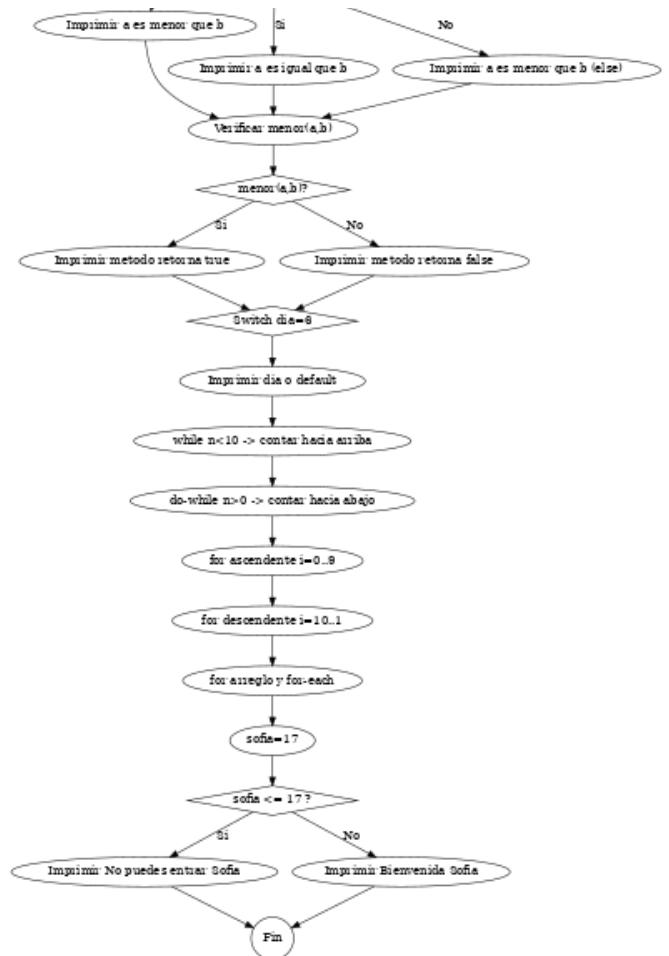 Imprimir a es menor que b
Si
No
Imprimir a es igual que b
Imprimir a es menor que b (else)
Verificar menor(a,b)
menor(a,b)?
Si
No
Imprimir metodo retorna true
Imprimir metodo retorna false
Switch dia=6
Imprimir dia o default
while n<10 -> contar hacia arriba
do-while n>0 -> contar hacia abajo
for ascendente i=0..9
for descendente i=10..1
for arreglo y for-each
sofia=17
sofia <= 17 ?
Si
No
Imprimir No puedes entrar Sofia
Imprimir Bienvenida Sofia
Fin